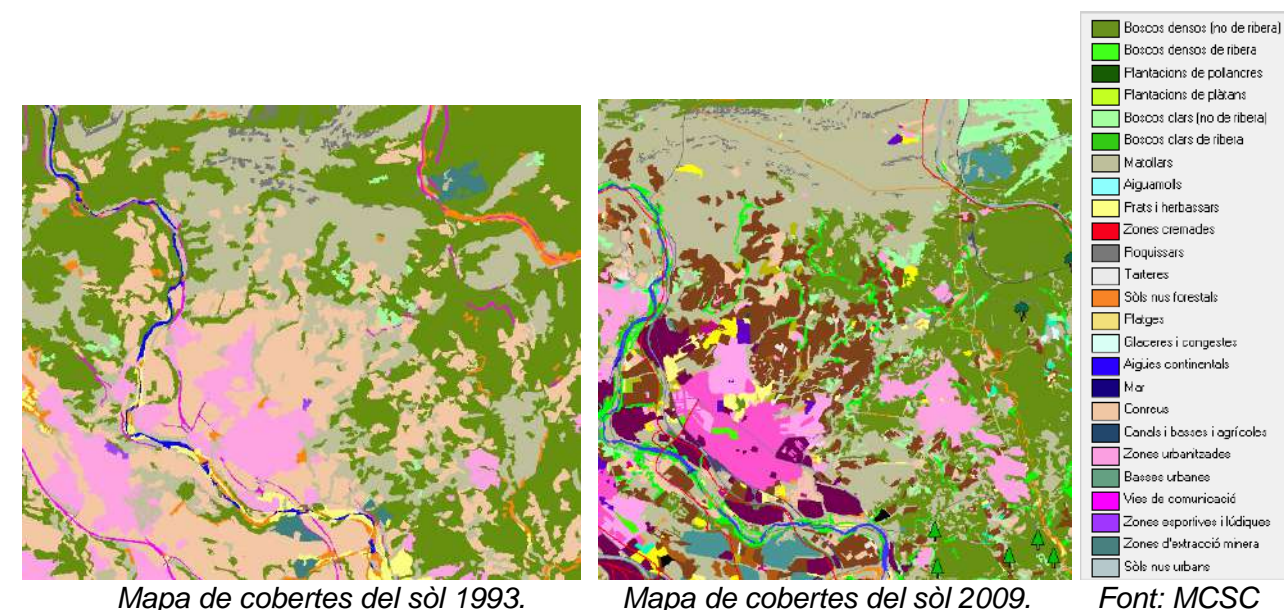 Boscos densos (no de ribera)
Boscos densos de ribera
Plantacions de pollancres
Plantacions de plàtans
Boscos clars (no de ribera)
Boscos clars de ribera
Matollars
Aiguamolls
Prats i herbassars
Zones cremades
Roquissars
Tarteres
Sòls nus forestals
Platges
Glaceres i congestes
Aigües continentals
Mar
Conreus
Canals i basses i agrícoles
Zones urbanitzades
Basses urbanes
Vies de comunicació
Zones esportives i lúdiques
Zones d'extracció minera
Sòls nus urbans
Mapa de cobertes del sòl 1993.
Mapa de cobertes del sòl 2009.
Font: MCSC